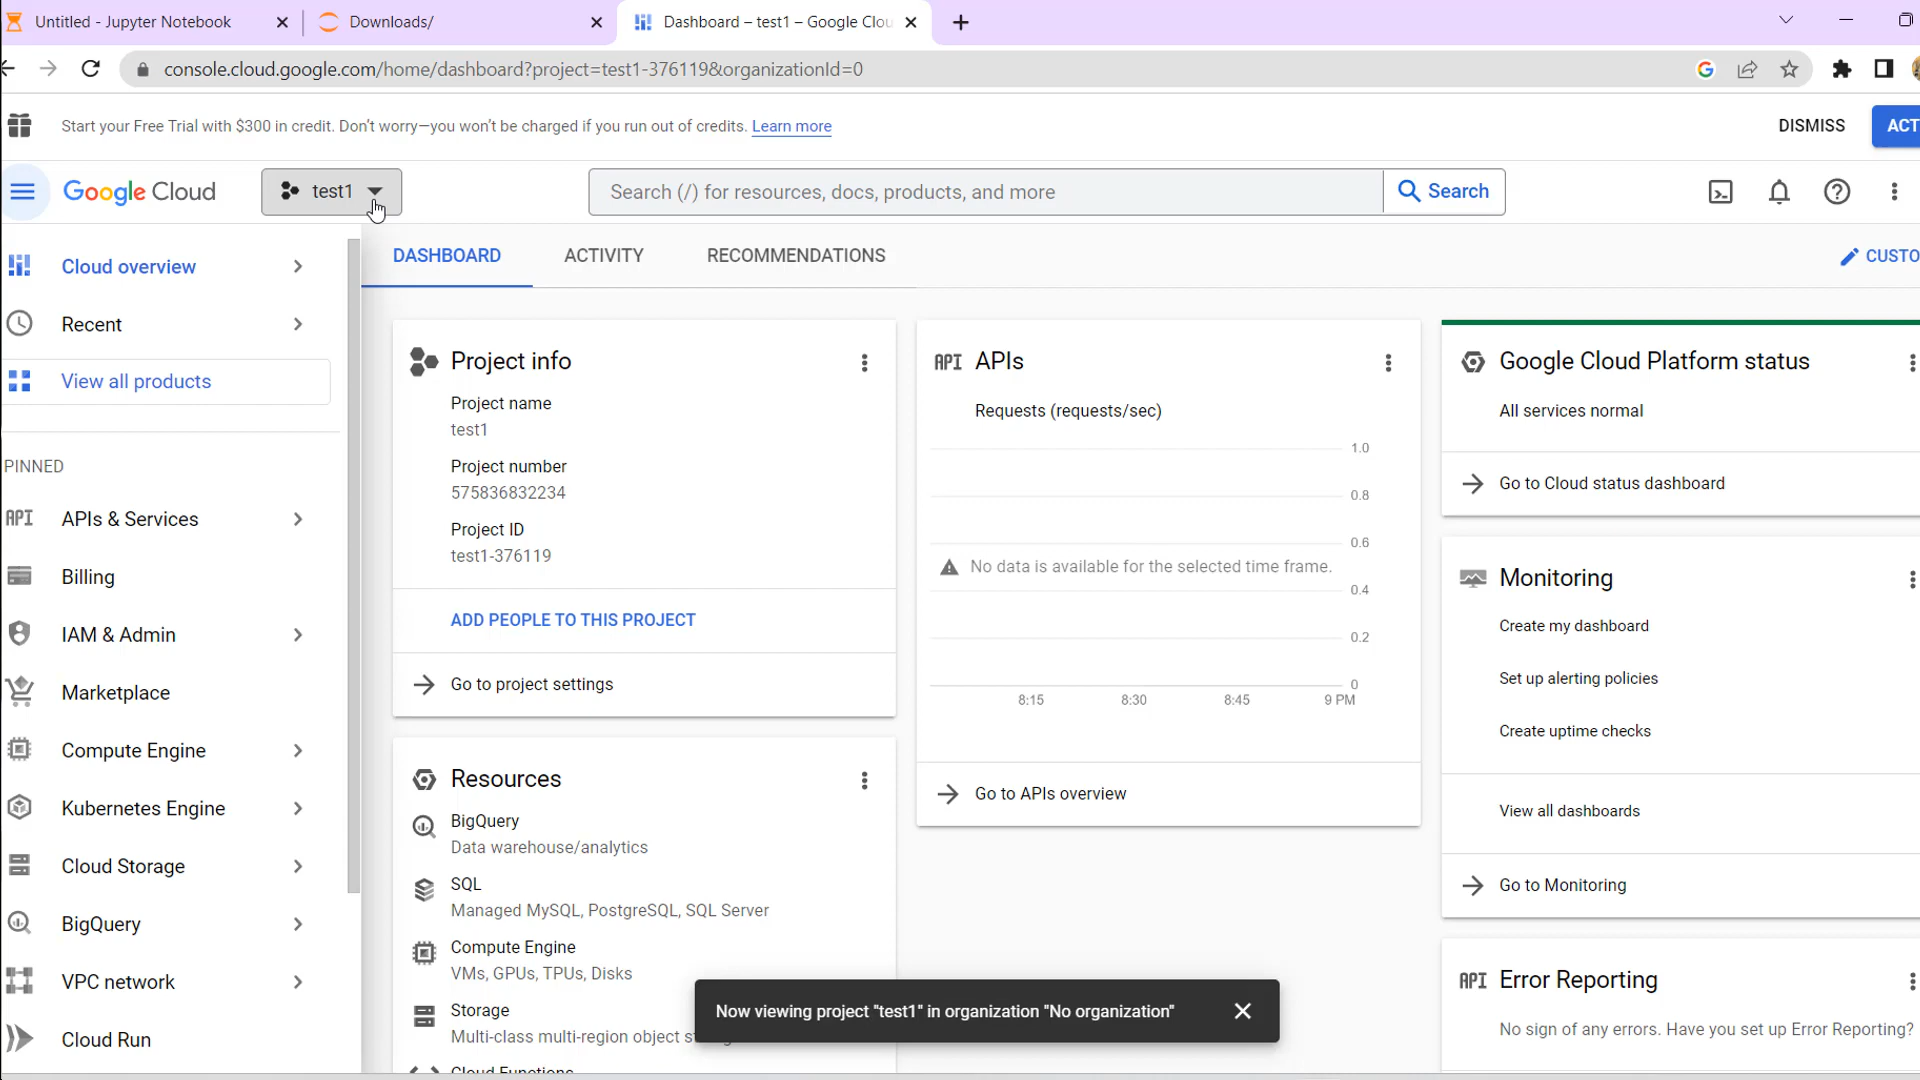 Untitled - Jupyter Notebook
Downloads/
Dashboard – test1 – Google Clou
console.cloud.google.com/home/dashboard?project=test1-376119&organizationId=0
Start your Free Trial with $300 in credit. Don't worry—you won't be charged if you run out of credits. Learn more
DISMISS
ACT
Google Cloud
test1
Search (/) for resources, docs, products, and more
Search
Cloud overview
Recent
View all products
PINNED
API APIs & Services
Billing
IAM & Admin
Marketplace
Compute Engine
Kubernetes Engine
Cloud Storage
BigQuery
VPC network
Cloud Run
DASHBOARD
ACTIVITY
RECOMMENDATIONS
CUSTO
Project info
Project name
test1
Project number
575836832234
Project ID
test1-376119
ADD PEOPLE TO THIS PROJECT
Go to project settings
Resources
BigQuery
Data warehouse/analytics
SQL
Managed MySQL, PostgreSQL, SQL Server
Compute Engine
VMs, GPUs, TPUs, Disks
Storage
Multi-class multi-region object s
Cloud Functions
API APIs
Requests (requests/sec)
1.0
0.8
0.6
No data is available for the selected time frame.
0.4
0.2
0
8:15
8:30
8:45
9 PM
Go to APIs overview
Google Cloud Platform status
All services normal
Go to Cloud status dashboard
Monitoring
Create my dashboard
Set up alerting policies
Create uptime checks
View all dashboards
Go to Monitoring
API Error Reporting
No sign of any errors. Have you set up Error Reporting?
Now viewing project "test1" in organization "No organization"